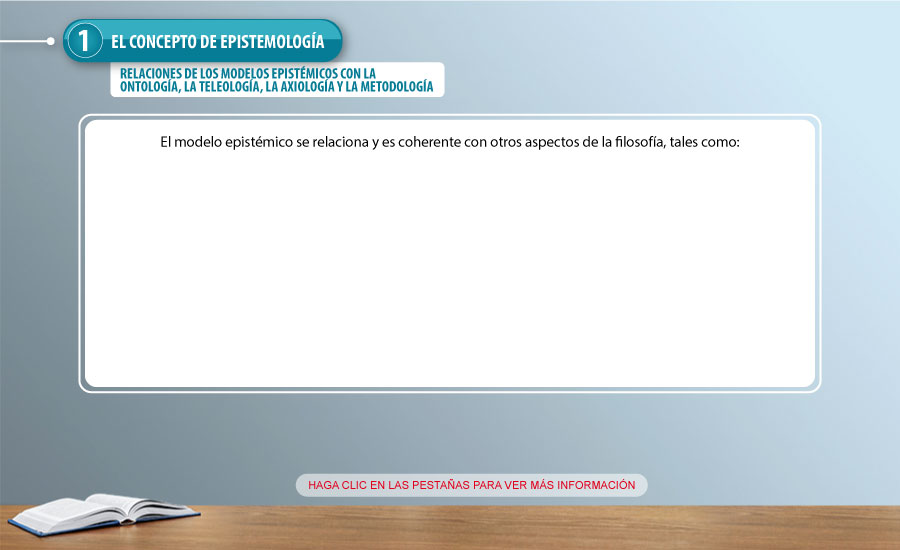 1 EL CONCEPTO DE EPISTEMOLOGÍA
RELACIONES DE LOS MODELOS EPISTÉMICOS CON LA
ONTOLOGÍA, LA TELEOLOGÍA, LA AXIOLOGÍA Y LA METODOLOGÍA
El modelo epistémico se relaciona y es coherente con otros aspectos de la filosofía, tales como:
HAGA CLIC EN LAS PESTAÑAS PARA VER MÁS INFORMACIÓN